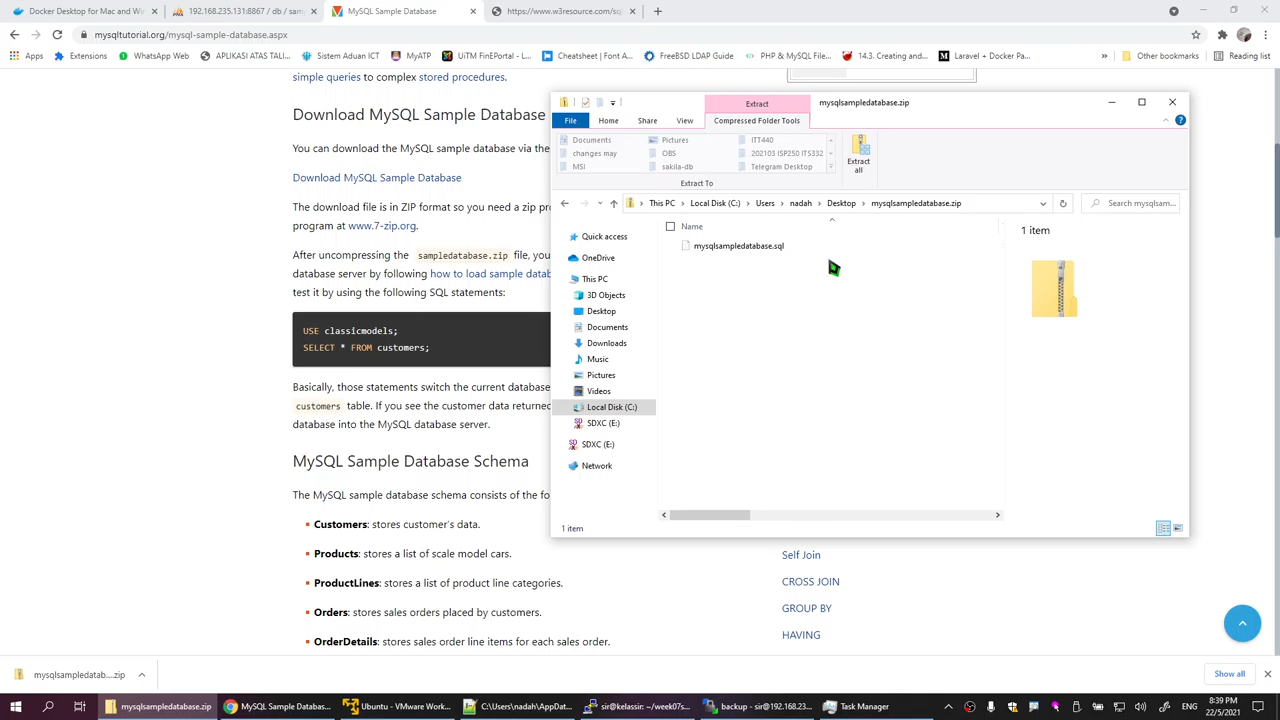 Docker Desktop for Mac and Win
192.168.235.131:8867 / db / sam
MySQL Sample Database
https://www.w3resource.com/sql
mysqltutorial.org/mysql-sample-database.aspx
Apps
Extensions
WhatsApp Web
APLIKASI ATAS TALI...
Sistem Aduan ICT
MyATP
UiTM FinEPortal - L...
Cheatsheet | Font A...
FreeBSD LDAP Guide
PHP & MySQL File...
14.3. Creating and...
Laravel + Docker Pa...
Other bookmarks
Reading list
simple queries to complex stored procedures.
Download MySQL Sample Database
You can download the MySQL sample database via the
Download MySQL Sample Database
The download file is in ZIP format so you need a zip pro
program at www.7-zip.org.
After uncompressing the sampledatabase.zip file, you
database server by following how to load sample datab
test it by using the following SQL statements:
USE classicmodels;
SELECT * FROM customers;
Basically, those statements switch the current database
customers table. If you see the customer data returned
database into the MySQL database server.
MySQL Sample Database Schema
The MySQL sample database schema consists of the fo
Customers: stores customer's data.
Products: stores a list of scale model cars.
ProductLines: stores a list of product line categories.
Orders: stores sales orders placed by customers.
OrderDetails: stores sales order line items for each sales order.
Extract
mysqlsampledatabase.zip
File
Home
Share
View
Compressed Folder Tools
Documents
Pictures
ITT440
changes may
OBS
202103 ISP250 ITS332
MSI
sakila-db
Telegram Desktop
Extract
all
Extract To
This PC
Local Disk (C:)
Users
nadah
Desktop
mysqlsampledatabase.zip
Search mysqlsam...
Name
mysqlsampledatabase.sql
1 item
Quick access
OneDrive
This PC
3D Objects
Desktop
Documents
Downloads
Music
Pictures
Videos
Local Disk (C:)
SDXC (E:)
SDXC (E:)
Network
1 item
Self Join
CROSS JOIN
GROUP BY
HAVING
mysqlsampledatab....zip
Show all
mysqlsampledatabase.zip
MySQL Sample Databas...
Ubuntu - VMware Work...
C:\Users\nadah\AppDat...
sir@kelassir: ~/week07s...
backup - sir@192.168.23...
Task Manager
8:39 PM
22/5/2021